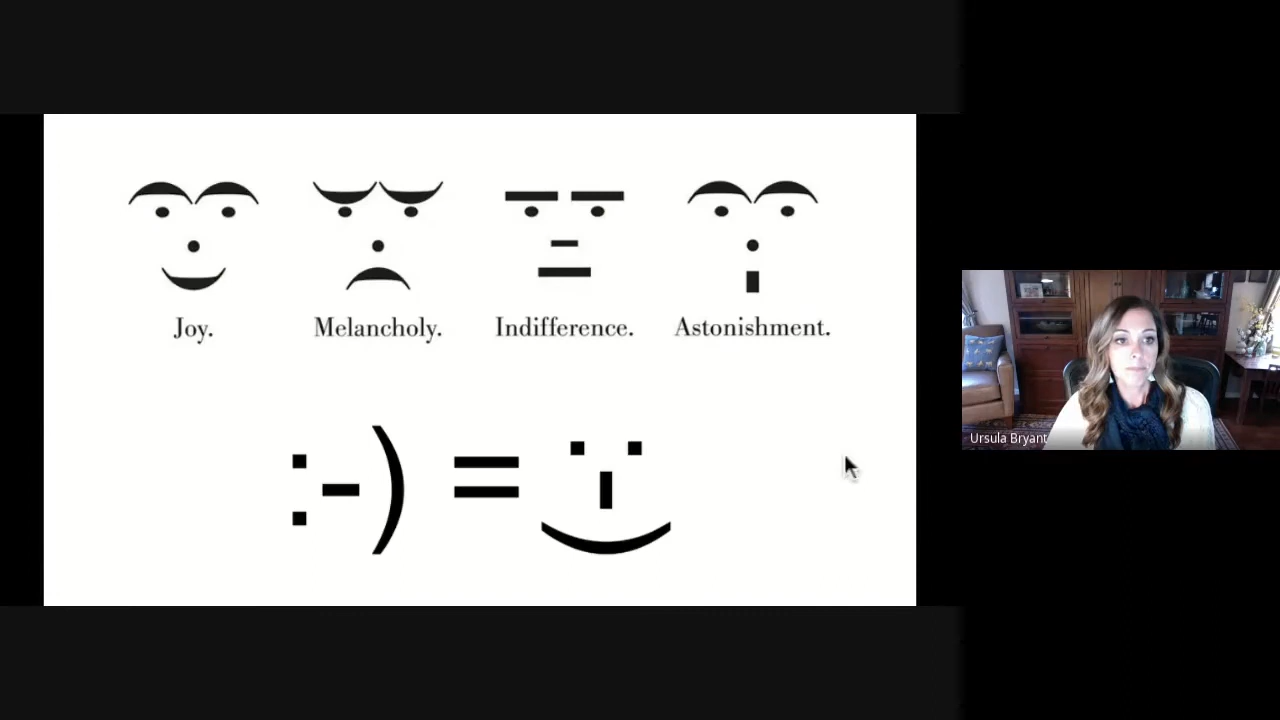 Joy. Melancholy. Indifference. Astonishment.
:-) =
Ursula Bryant